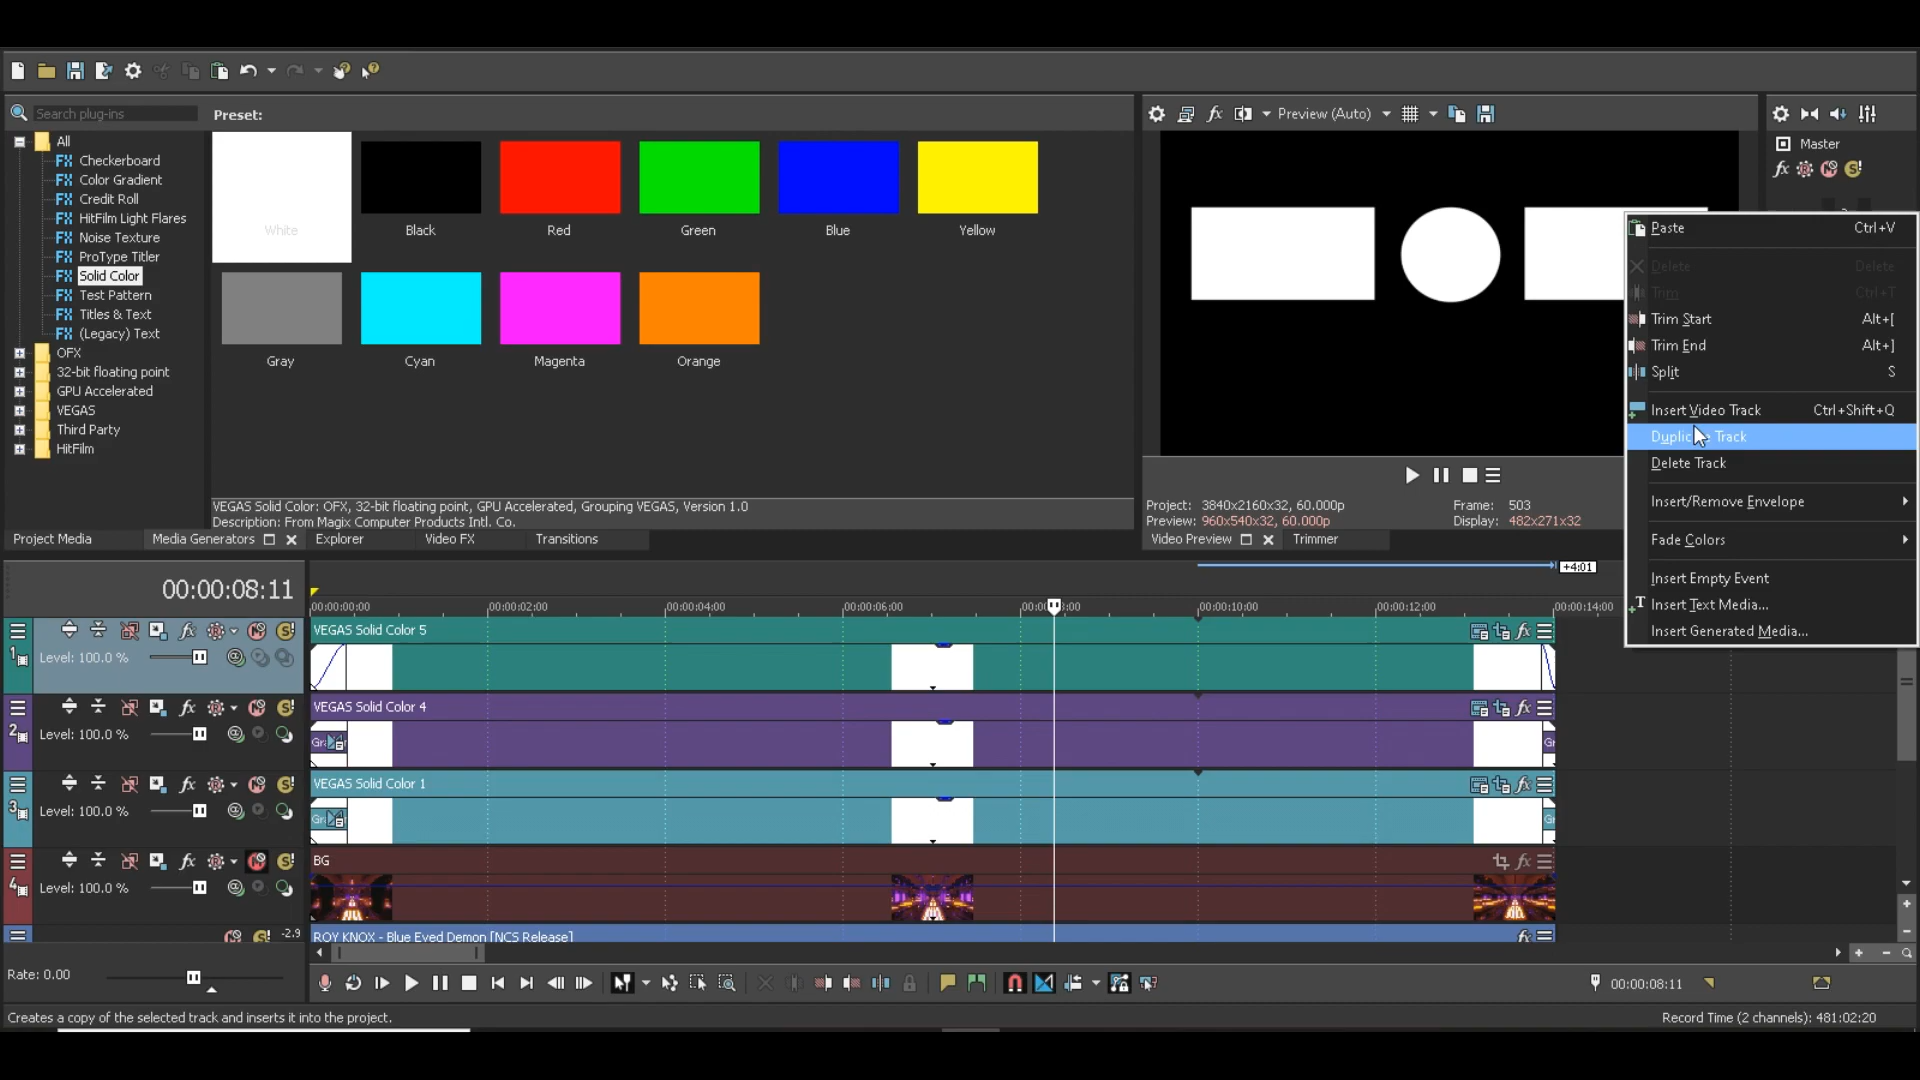 Search plug-ins
Preset:
All
Checkerboard
Color Gradient
Credit Roll
HitFilm Light Flares
Noise Texture
ProType Titler
Solid Color
Test Pattern
Titles & Text
(Legacy) Text
OFX
32-bit floating point
GPU Accelerated
VEGAS
Third Party
HitFilm
White
Black
Red
Green
Blue
Yellow
Gray
Cyan
Magenta
Orange
VEGAS Solid Color: OFX, 32-bit floating point, GPU Accelerated, Grouping VEGAS, Version 1.0
Description: From Magix Computer Products Intl. Co.
Project Media
Media Generators
Explorer
Video FX
Transitions
Preview (Auto)
Project: 3840x2160x32, 60.000p
Preview: 960x540x32, 60.000p
Frame: 503
Display: 482x271x32
Video Preview
Trimmer
Master
Paste Ctrl+V
Delete Delete
Trim Ctrl+T
Trim Start Alt+[
Trim End Alt+]
Split S
Insert Video Track Ctrl+Shift+Q
Track
Delete Track
Insert/Remove Envelope
Fade Colors
Insert Empty Event
Insert Text Media...
Insert Generated Media...
00:00:08:11
+4:01
00:00:00:00
00:00:02:00
00:00:04:00
00:00:06:00
00:00:10:00
00:00:12:00
00:00:14:00
1
Level: 100.0 %
VEGAS Solid Color 5
2
Level: 100.0 %
VEGAS Solid Color 4
3
Level: 100.0 %
VEGAS Solid Color 1
4
Level: 100.0 %
BG
-2.9
ROY KNOX - Blue Eyed Demon [NCS Release]
Rate: 0.00
00:00:08:11
Creates a copy of the selected track and inserts it into the project.
Record Time (2 channels): 481:02:20